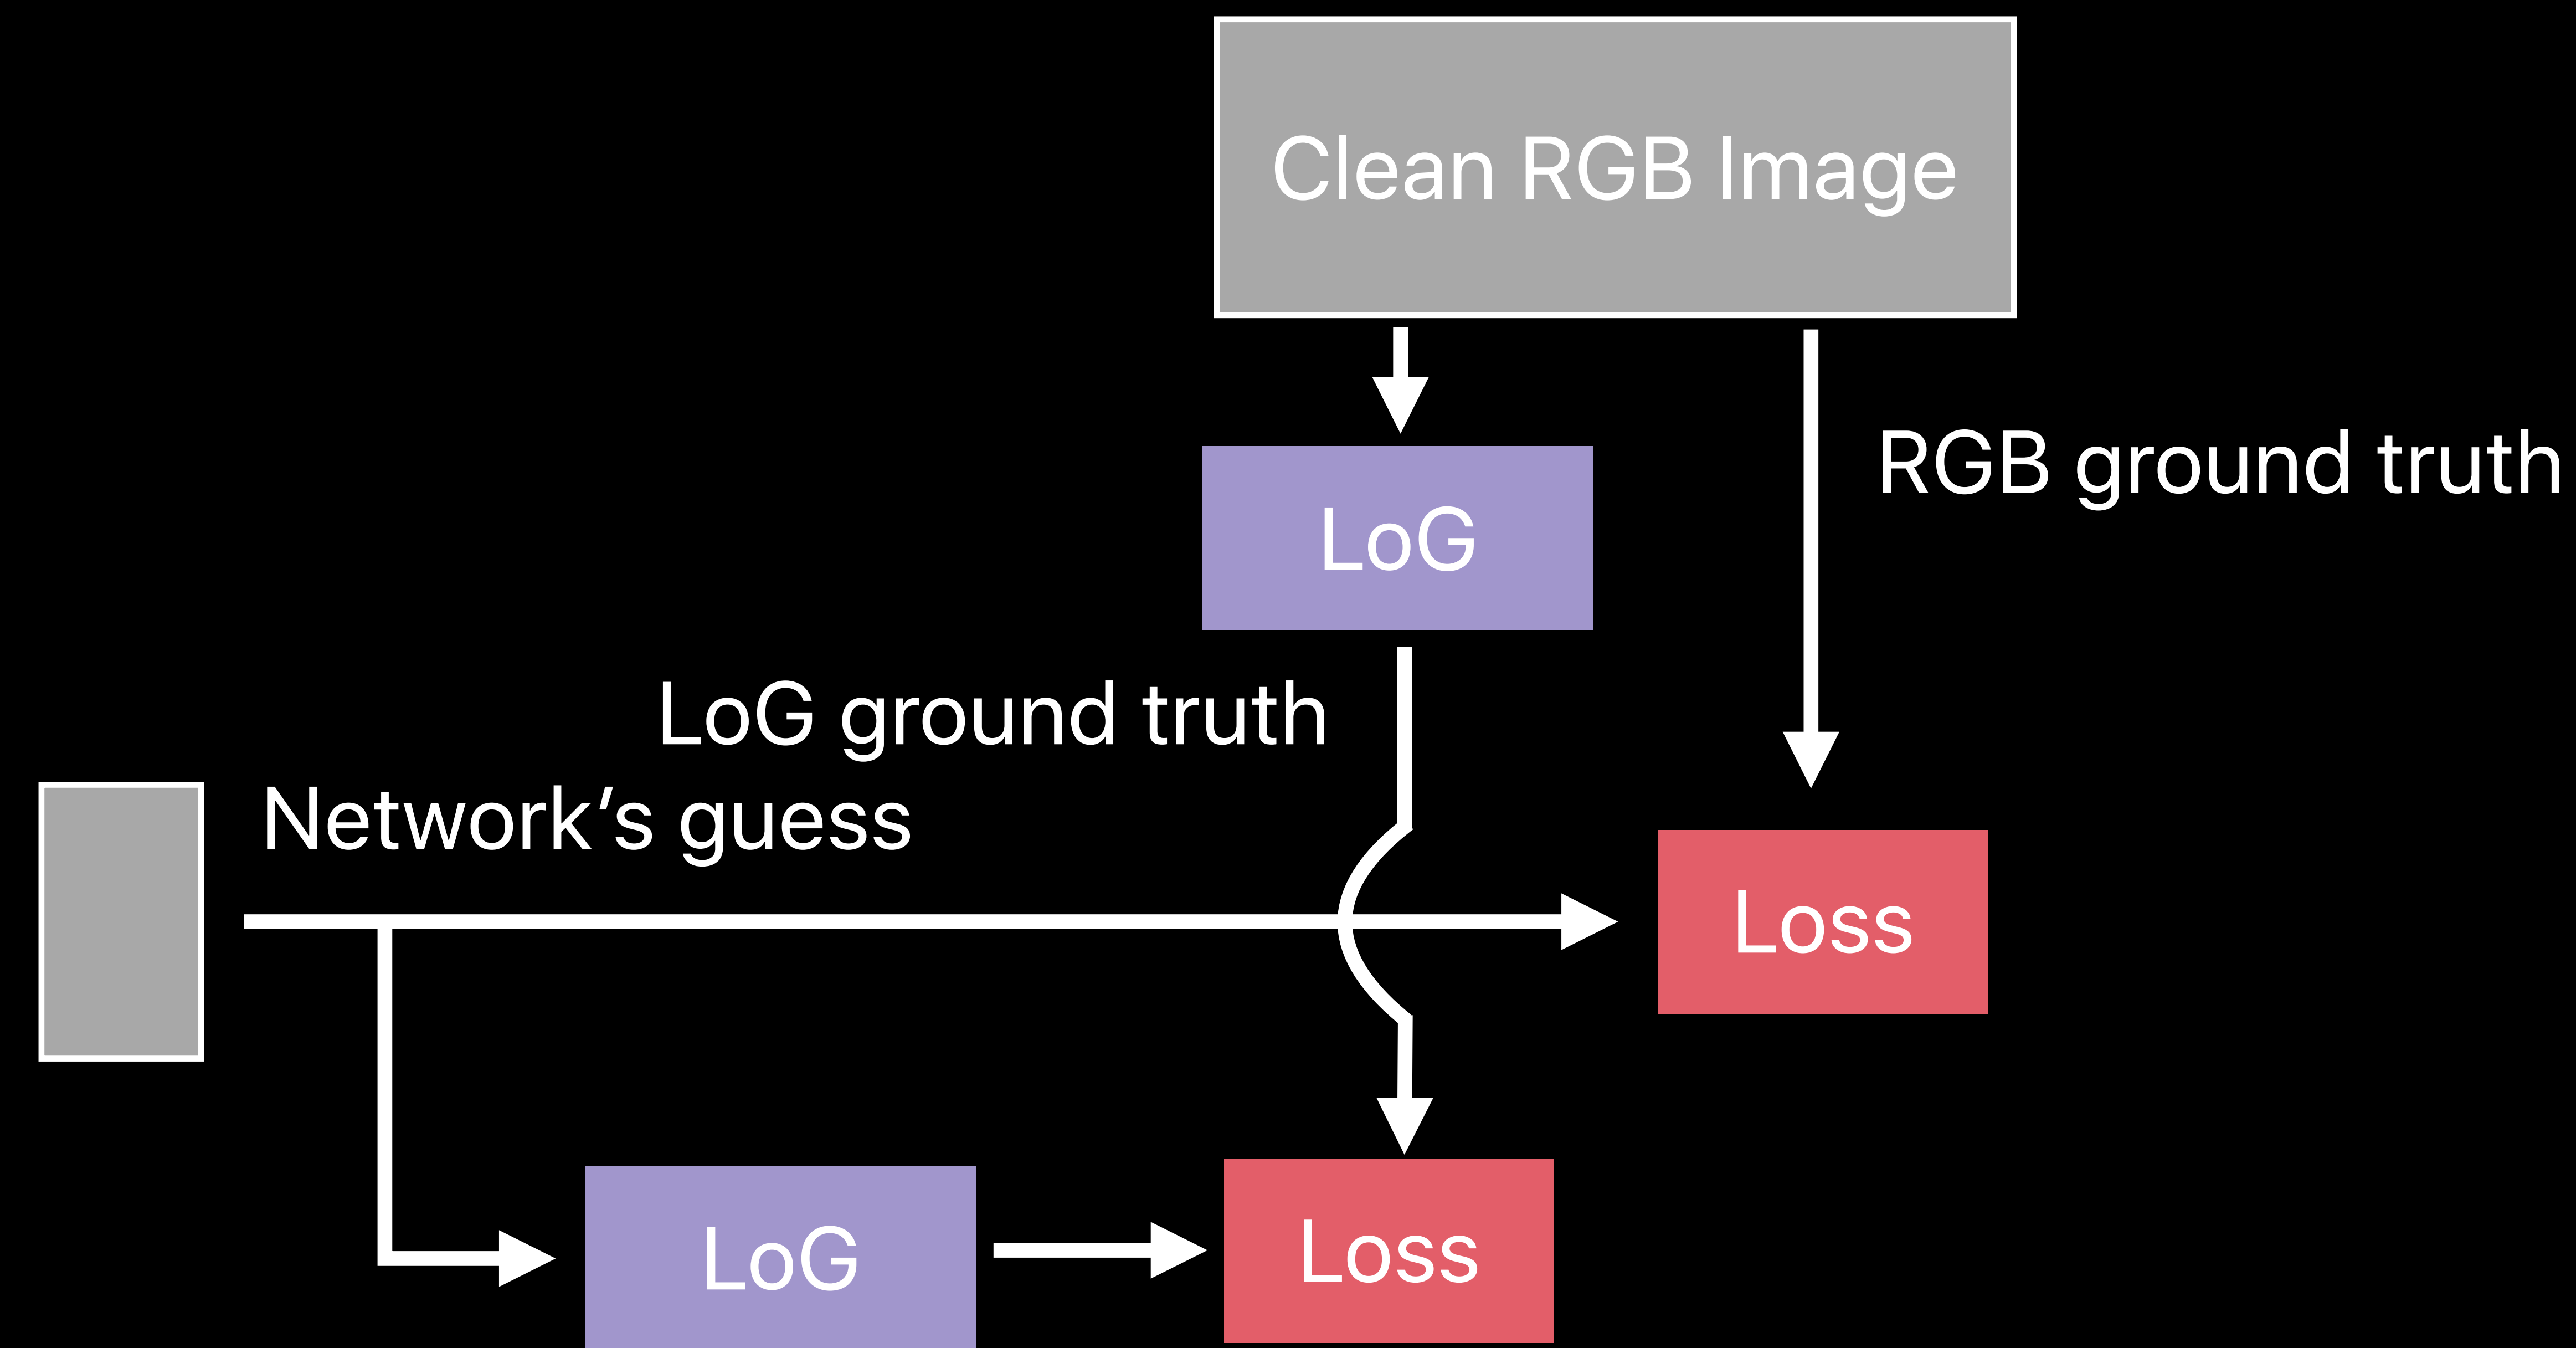 Clean RGB Image
LoG
RGB ground truth
LoG ground truth
Network’s guess
Loss
LoG
Loss